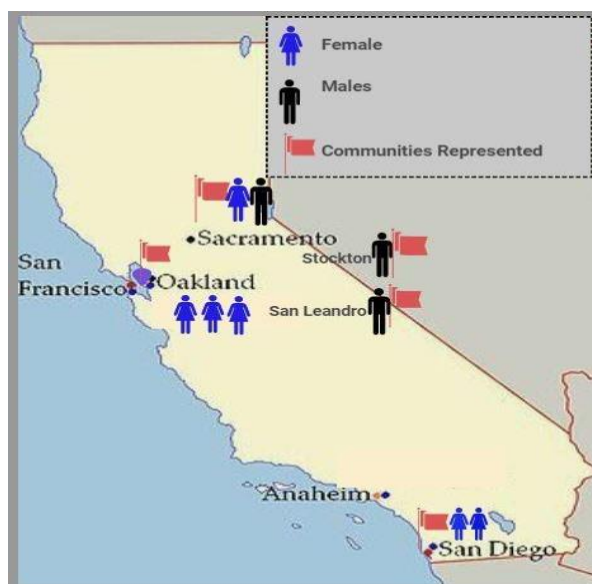 Female
Males
Communities Represented
Sacramento
Stockton
San
Francisco
Oakland
San Leandro
Anaheim
San Diego